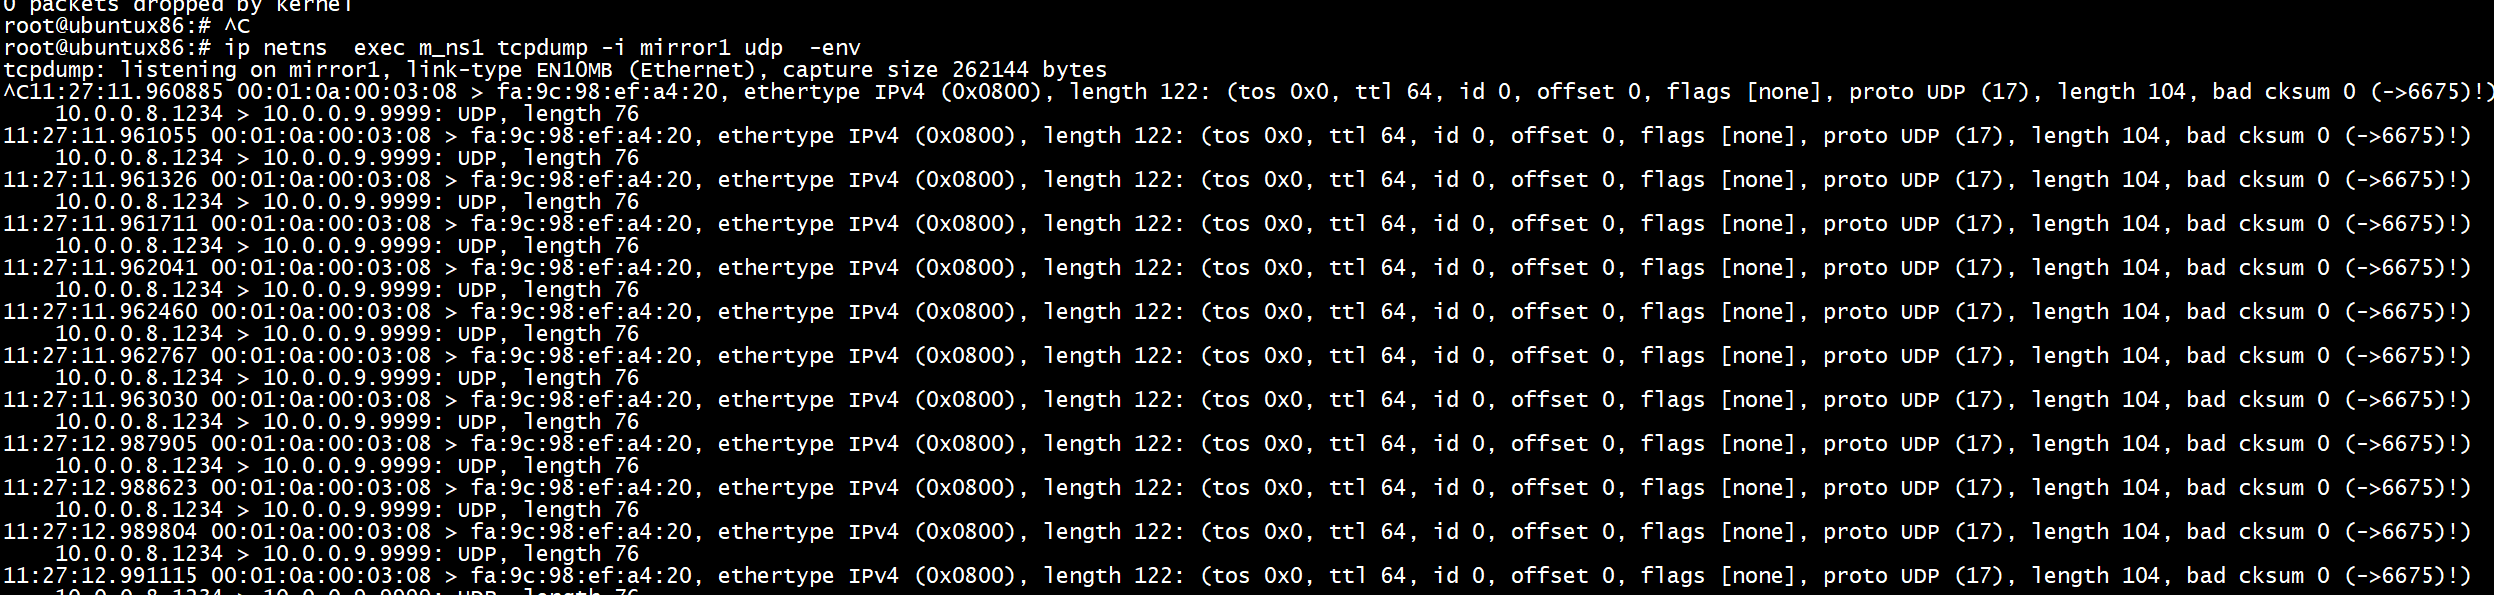 0 packets dropped by kernel
root@ubuntux86:# ^C
root@ubuntux86:# ip netns  exec m_ns1 tcpdump -i mirror1 udp  -env
tcpdump: listening on mirror1, link-type EN10MB (Ethernet), capture size 262144 bytes
^C11:27:11.960885 00:01:0a:00:03:08 > fa:9c:98:ef:a4:20, ethertype IPv4 (0x0800), length 122: (tos 0x0, ttl 64, id 0, offset 0, flags [none], proto UDP (17), length 104, bad cksum 0 (->6675)!)
    10.0.0.8.1234 > 10.0.0.9.9999: UDP, length 76
11:27:11.961055 00:01:0a:00:03:08 > fa:9c:98:ef:a4:20, ethertype IPv4 (0x0800), length 122: (tos 0x0, ttl 64, id 0, offset 0, flags [none], proto UDP (17), length 104, bad cksum 0 (->6675)!)
    10.0.0.8.1234 > 10.0.0.9.9999: UDP, length 76
11:27:11.961326 00:01:0a:00:03:08 > fa:9c:98:ef:a4:20, ethertype IPv4 (0x0800), length 122: (tos 0x0, ttl 64, id 0, offset 0, flags [none], proto UDP (17), length 104, bad cksum 0 (->6675)!)
    10.0.0.8.1234 > 10.0.0.9.9999: UDP, length 76
11:27:11.961711 00:01:0a:00:03:08 > fa:9c:98:ef:a4:20, ethertype IPv4 (0x0800), length 122: (tos 0x0, ttl 64, id 0, offset 0, flags [none], proto UDP (17), length 104, bad cksum 0 (->6675)!)
    10.0.0.8.1234 > 10.0.0.9.9999: UDP, length 76
11:27:11.962041 00:01:0a:00:03:08 > fa:9c:98:ef:a4:20, ethertype IPv4 (0x0800), length 122: (tos 0x0, ttl 64, id 0, offset 0, flags [none], proto UDP (17), length 104, bad cksum 0 (->6675)!)
    10.0.0.8.1234 > 10.0.0.9.9999: UDP, length 76
11:27:11.962460 00:01:0a:00:03:08 > fa:9c:98:ef:a4:20, ethertype IPv4 (0x0800), length 122: (tos 0x0, ttl 64, id 0, offset 0, flags [none], proto UDP (17), length 104, bad cksum 0 (->6675)!)
    10.0.0.8.1234 > 10.0.0.9.9999: UDP, length 76
11:27:11.962767 00:01:0a:00:03:08 > fa:9c:98:ef:a4:20, ethertype IPv4 (0x0800), length 122: (tos 0x0, ttl 64, id 0, offset 0, flags [none], proto UDP (17), length 104, bad cksum 0 (->6675)!)
    10.0.0.8.1234 > 10.0.0.9.9999: UDP, length 76
11:27:11.963030 00:01:0a:00:03:08 > fa:9c:98:ef:a4:20, ethertype IPv4 (0x0800), length 122: (tos 0x0, ttl 64, id 0, offset 0, flags [none], proto UDP (17), length 104, bad cksum 0 (->6675)!)
    10.0.0.8.1234 > 10.0.0.9.9999: UDP, length 76
11:27:12.987905 00:01:0a:00:03:08 > fa:9c:98:ef:a4:20, ethertype IPv4 (0x0800), length 122: (tos 0x0, ttl 64, id 0, offset 0, flags [none], proto UDP (17), length 104, bad cksum 0 (->6675)!)
    10.0.0.8.1234 > 10.0.0.9.9999: UDP, length 76
11:27:12.988623 00:01:0a:00:03:08 > fa:9c:98:ef:a4:20, ethertype IPv4 (0x0800), length 122: (tos 0x0, ttl 64, id 0, offset 0, flags [none], proto UDP (17), length 104, bad cksum 0 (->6675)!)
    10.0.0.8.1234 > 10.0.0.9.9999: UDP, length 76
11:27:12.989804 00:01:0a:00:03:08 > fa:9c:98:ef:a4:20, ethertype IPv4 (0x0800), length 122: (tos 0x0, ttl 64, id 0, offset 0, flags [none], proto UDP (17), length 104, bad cksum 0 (->6675)!)
    10.0.0.8.1234 > 10.0.0.9.9999: UDP, length 76
11:27:12.991115 00:01:0a:00:03:08 > fa:9c:98:ef:a4:20, ethertype IPv4 (0x0800), length 122: (tos 0x0, ttl 64, id 0, offset 0, flags [none], proto UDP (17), length 104, bad cksum 0 (->6675)!)
    10.0.0.8.1234 > 10.0.0.9.9999: UDP, length 76